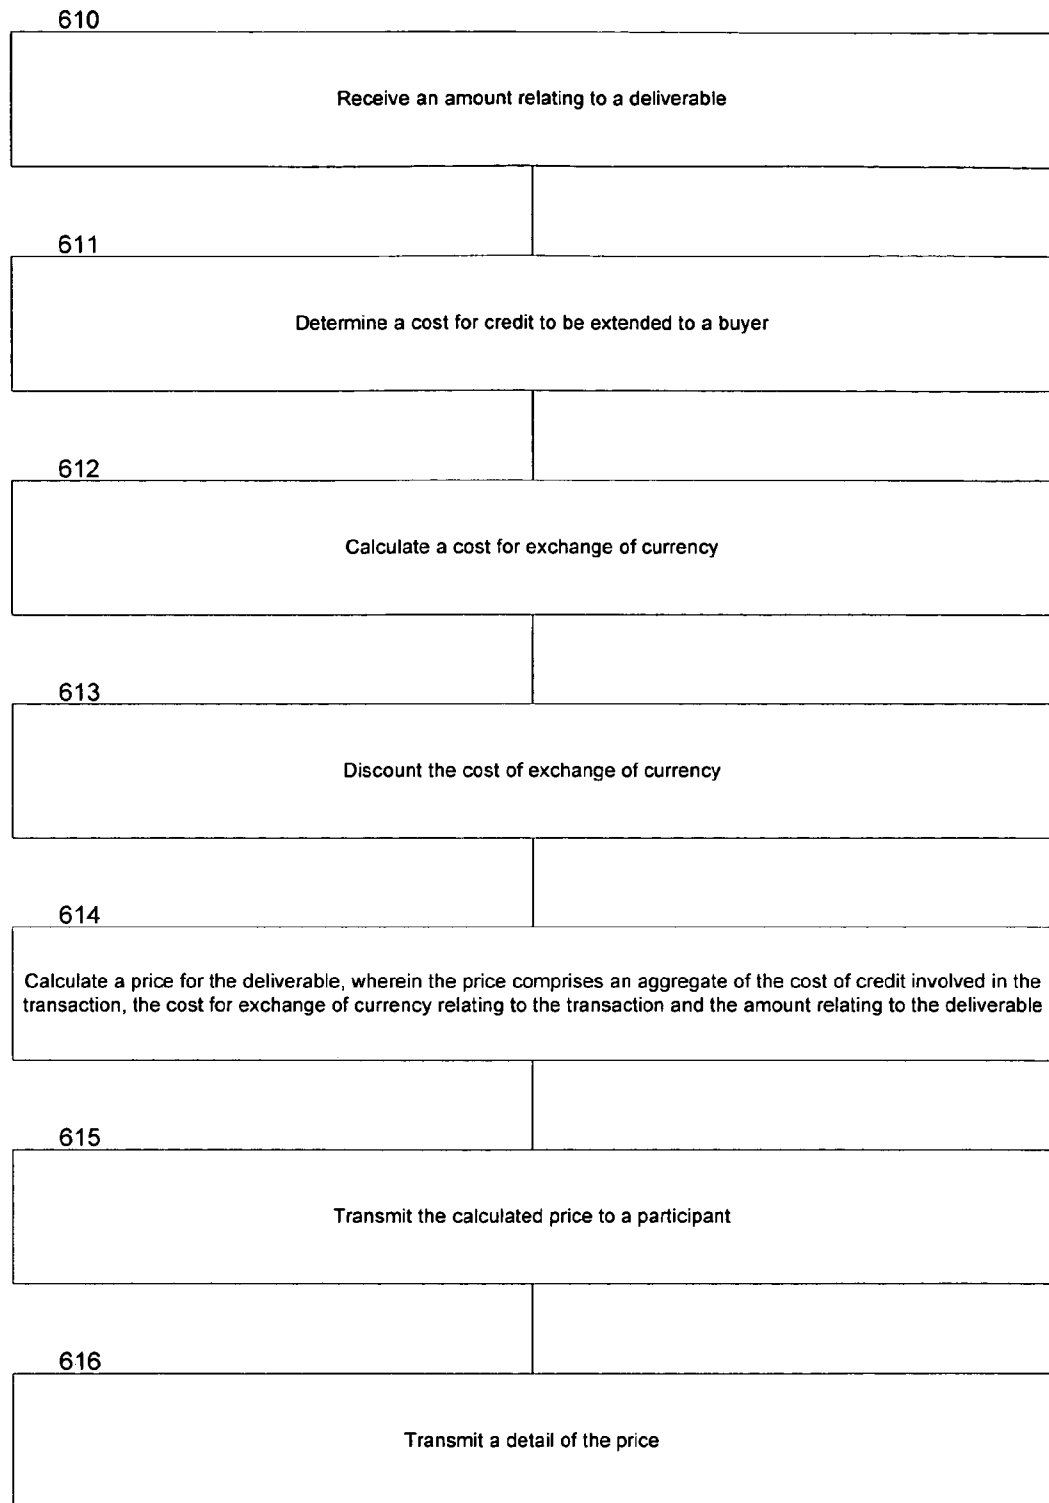 610
Receive an amount relating to a deliverable
611
Determine a cost for credit to be extended to a buyer
612
Calculate a cost for exchange of currency
613
Discount the cost of exchange of currency
614
Calculate a price for the deliverable, wherein the price comprises an aggregate of the cost of credit involved in the
transaction, the cost for exchange of currency relating to the transaction and the amount relating to the deliverable
615
Transmit the calculated price to a participant
616
Transmit a detail of the price